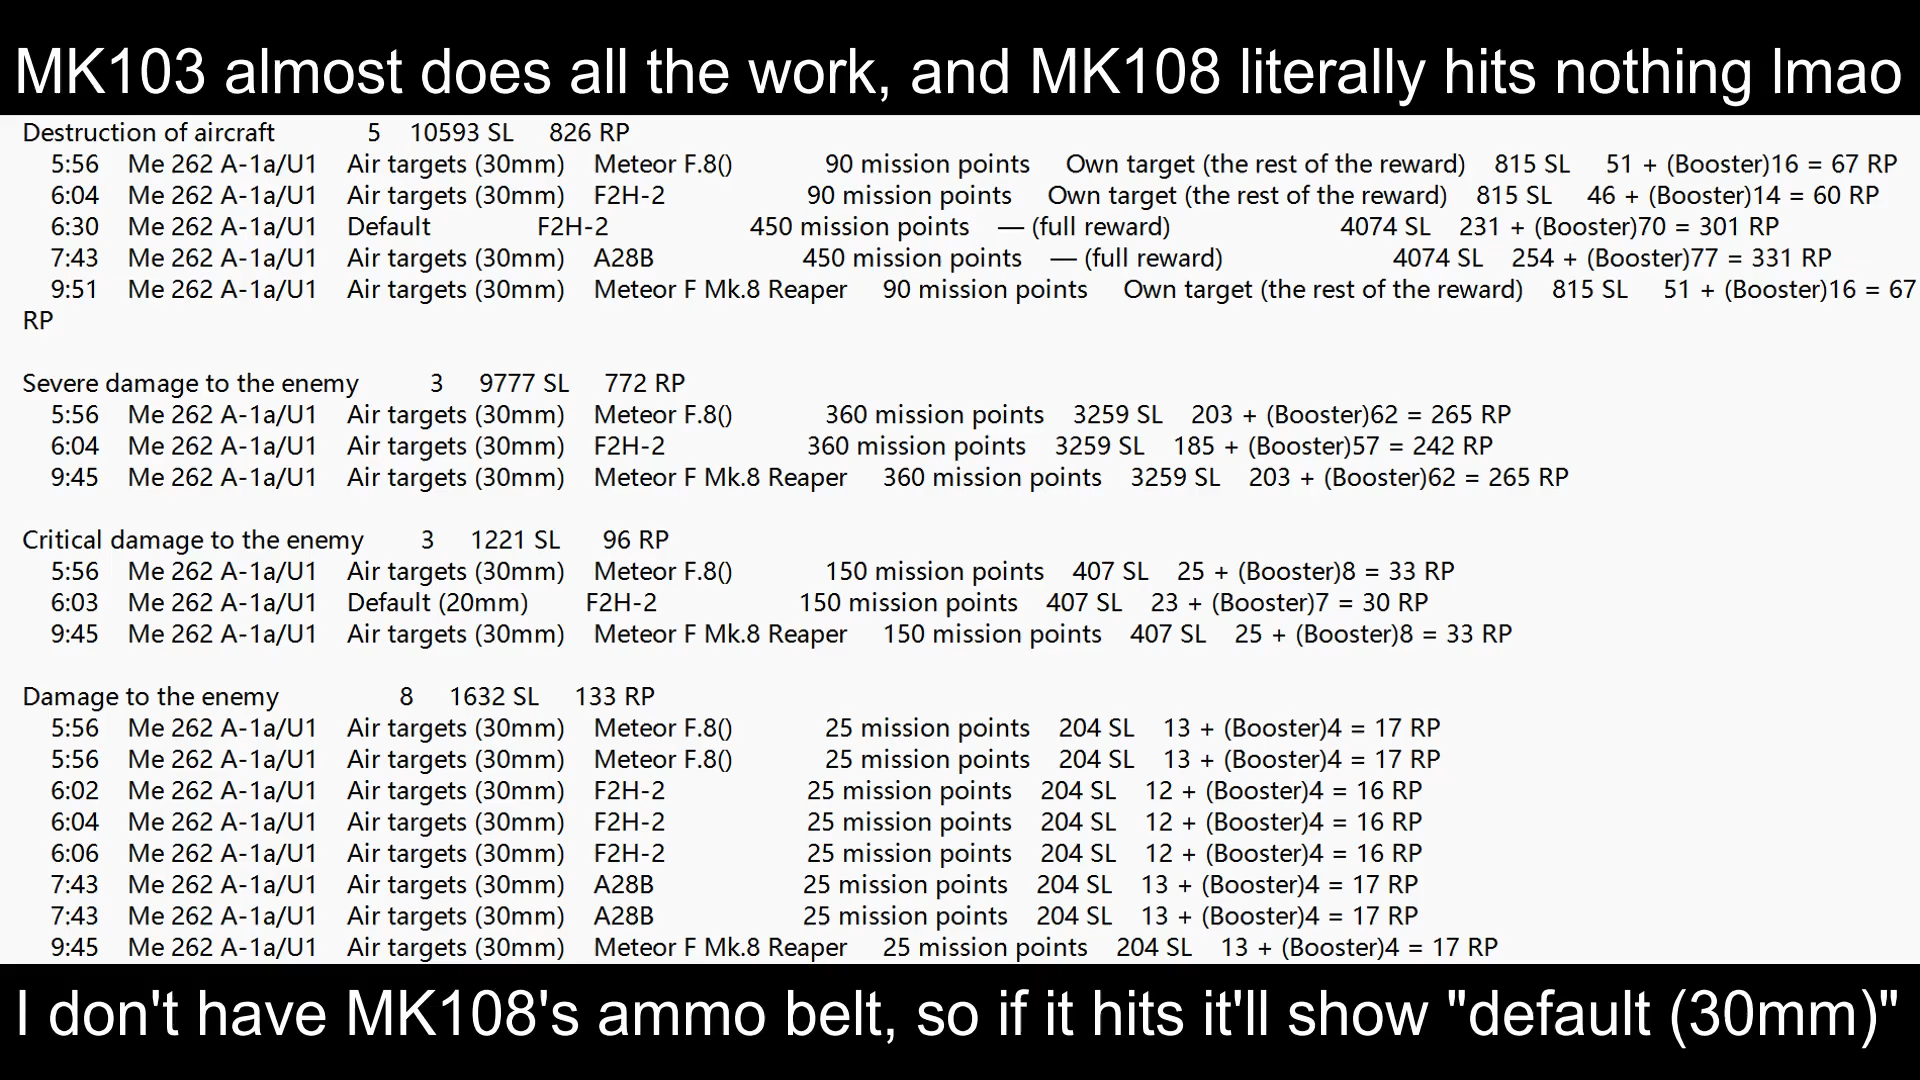 MK103 almost does all the work, and MK108 literally hits nothing lmao
Destruction of aircraft 5 10593 SL 826 RP
5:56 Me 262 A-1a/U1 Air targets (30mm) Meteor F.8() 90 mission points Own target (the rest of the reward) 815 SL 51 + (Booster)16 = 67 RP
6:04 Me 262 A-1a/U1 Air targets (30mm) F2H-2 90 mission points Own target (the rest of the reward) 815 SL 46 + (Booster)14 = 60 RP
6:30 Me 262 A-1a/U1 Default F2H-2 450 mission points — (full reward) 4074 SL 231 + (Booster)70 = 301 RP
7:43 Me 262 A-1a/U1 Air targets (30mm) A28B 450 mission points — (full reward) 4074 SL 254 + (Booster)77 = 331 RP
9:51 Me 262 A-1a/U1 Air targets (30mm) Meteor F Mk.8 Reaper 90 mission points Own target (the rest of the reward) 815 SL 51 + (Booster)16 = 67
RP
Severe damage to the enemy 3 9777 SL 772 RP
5:56 Me 262 A-1a/U1 Air targets (30mm) Meteor F.8() 360 mission points 3259 SL 203 + (Booster)62 = 265 RP
6:04 Me 262 A-1a/U1 Air targets (30mm) F2H-2 360 mission points 3259 SL 185 + (Booster)57 = 242 RP
9:45 Me 262 A-1a/U1 Air targets (30mm) Meteor F Mk.8 Reaper 360 mission points 3259 SL 203 + (Booster)62 = 265 RP
Critical damage to the enemy 3 1221 SL 96 RP
5:56 Me 262 A-1a/U1 Air targets (30mm) Meteor F.8() 150 mission points 407 SL 25 + (Booster)8 = 33 RP
6:03 Me 262 A-1a/U1 Default (20mm) F2H-2 150 mission points 407 SL 23 + (Booster)7 = 30 RP
9:45 Me 262 A-1a/U1 Air targets (30mm) Meteor F Mk.8 Reaper 150 mission points 407 SL 25 + (Booster)8 = 33 RP
Damage to the enemy 8 1632 SL 133 RP
5:56 Me 262 A-1a/U1 Air targets (30mm) Meteor F.8() 25 mission points 204 SL 13 + (Booster)4 = 17 RP
5:56 Me 262 A-1a/U1 Air targets (30mm) Meteor F.8() 25 mission points 204 SL 13 + (Booster)4 = 17 RP
6:02 Me 262 A-1a/U1 Air targets (30mm) F2H-2 25 mission points 204 SL 12 + (Booster)4 = 16 RP
6:04 Me 262 A-1a/U1 Air targets (30mm) F2H-2 25 mission points 204 SL 12 + (Booster)4 = 16 RP
6:06 Me 262 A-1a/U1 Air targets (30mm) F2H-2 25 mission points 204 SL 12 + (Booster)4 = 16 RP
7:43 Me 262 A-1a/U1 Air targets (30mm) A28B 25 mission points 204 SL 13 + (Booster)4 = 17 RP
7:43 Me 262 A-1a/U1 Air targets (30mm) A28B 25 mission points 204 SL 13 + (Booster)4 = 17 RP
9:45 Me 262 A-1a/U1 Air targets (30mm) Meteor F Mk.8 Reaper 25 mission points 204 SL 13 + (Booster)4 = 17 RP
I don't have MK108's ammo belt, so if it hits it'll show "default (30mm)"